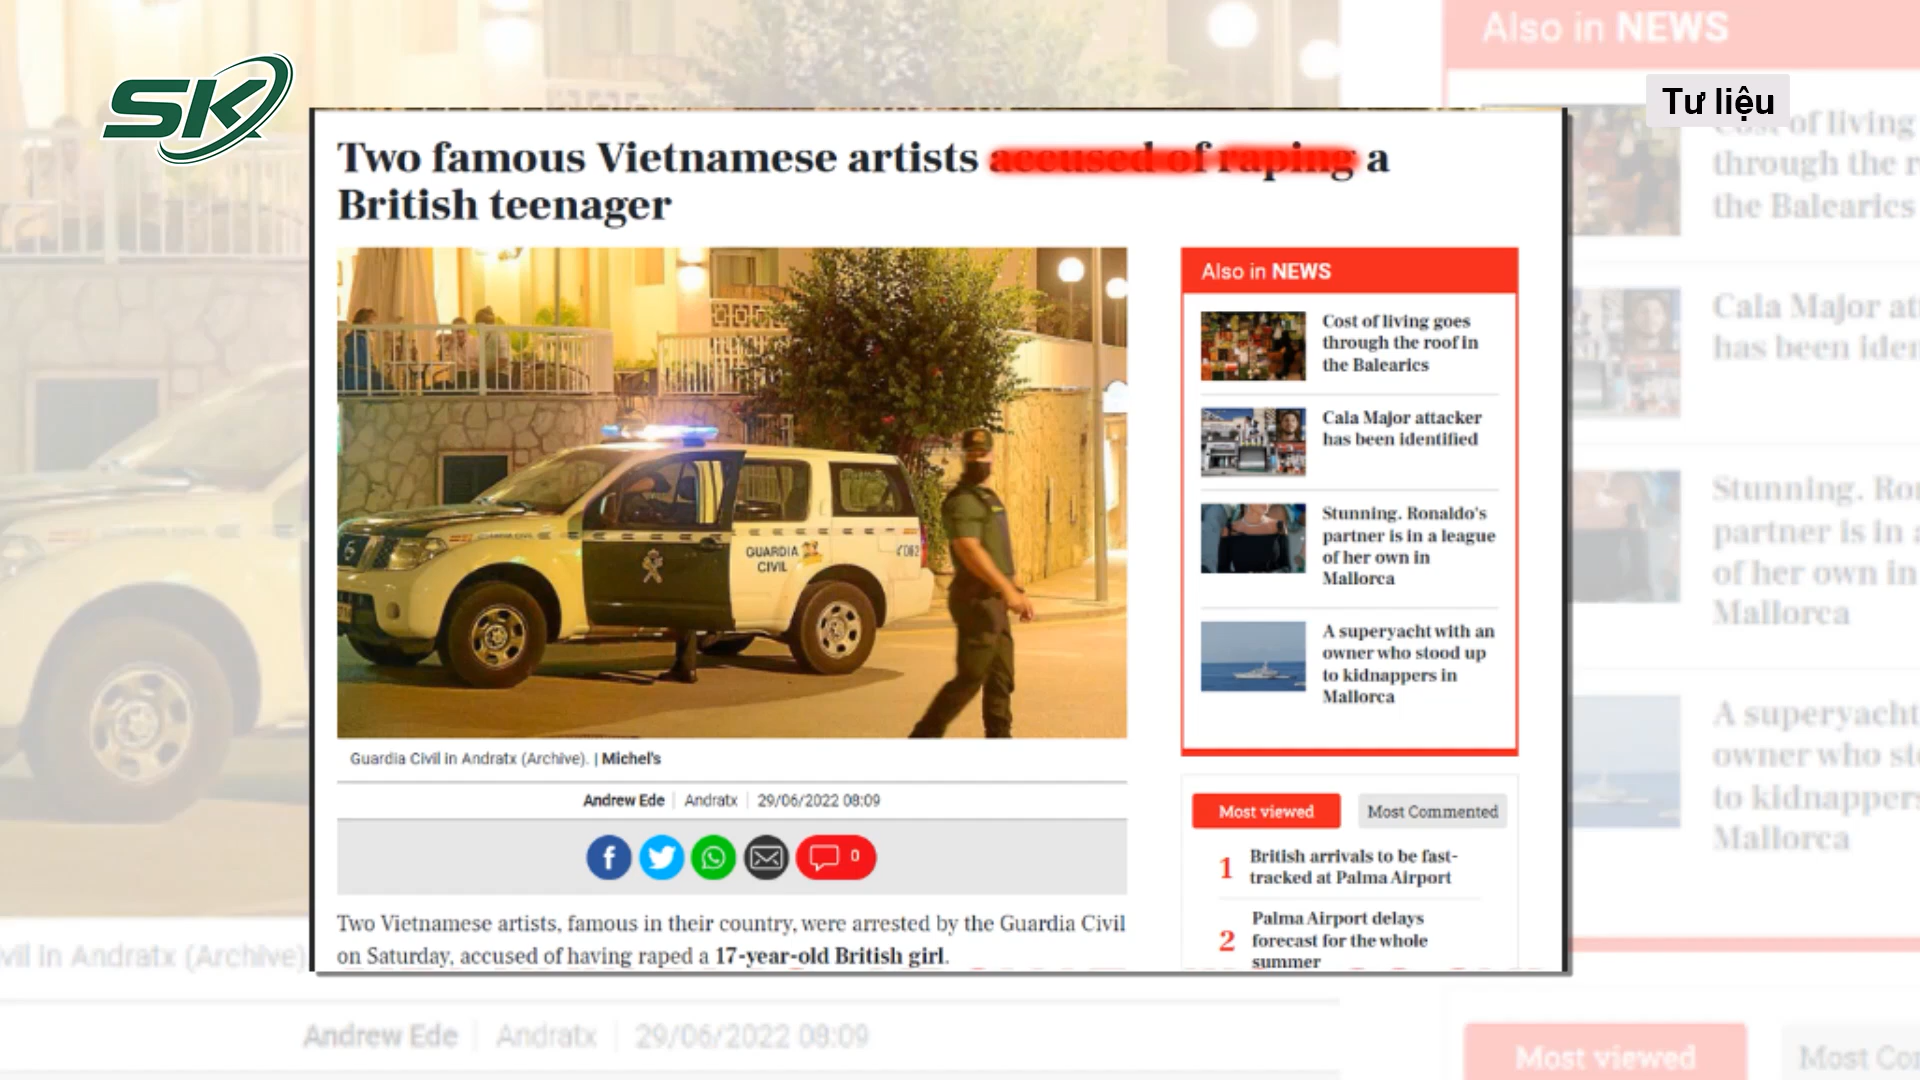 SK
Tư liệu
Two famous Vietnamese artists accused of raping a
British teenager
Also in NEWS
Cost of living goes
through the roof in
the Balearics
Cala Major attacker
has been identified
Stunning. Ronaldo's
partner is in a league
of her own in
Mallorca
A superyacht with an
owner who stood up
to kidnappers in
Mallorca
GUARDIA
CIVIL
Guardia Civil in Andratx (Archive). | Michel's
Andrew Ede | Andratx | 29/06/2022 08:09
0
Two Vietnamese artists, famous in their country, were arrested by the Guardia Civil
on Saturday, accused of having raped a 17-year-old British girl.
Most viewed
Most Commented
1 British arrivals to be fast-
tracked at Palma Airport
2 Palma Airport delays
forecast for the whole
summer
Also in NEWS
Cost of living
through the r
the Balearics
Cala Major at
has been iden
Stunning. Ro
partner is in a
of her own in
Mallorca
A superyacht
owner who st
to kidnappers
Mallorca
vil in Andratx (Archive)
Andrew Ede | Andratx | 29/06/2022 08:09
Most viewed
Most Co